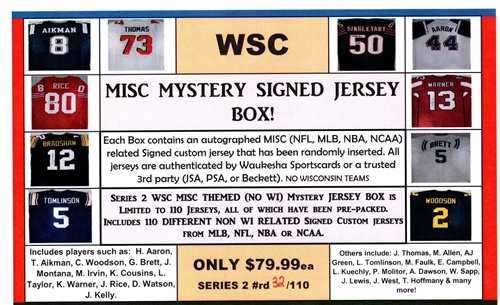 AIKMAN
8
THOMAS
73
WSC
SINGLETARY
50
AARON
44
RICE
80
MISC MYSTERY SIGNED JERSEY
BOX!
WARNER
13
BRADSHAW
12
Each Box contains an autographed MISC (NFL, MLB, NBA, NCAA)
related Signed custom jersey that has been randomly inserted. All
jerseys are authenticated by Waukesha Sportscards or a trusted
3rd party (JSA, PSA, or Beckett). NO WISCONSIN TEAMS
BRETT
5
TOMLINSON
5
Series 2 WSC MISC THEMED (NO WI) Mystery JERSEY BOX is
Limited to 110 Jerseys, all of which have been pre-packed.
Includes 110 DIFFERENT NON WI RELATED Signed Custom jerseys
from MLB, NFL, NBA or NCAA.
WOODSON
2
Includes players such as: H. Aaron,
T. Aikman, C. Woodson, G. Brett, J.
Montana, M. Irvin, K. Cousins, L.
Taylor, K. Warner, J. Rice, D. Watson,
J. Kelly.
ONLY $79.99ea
SERIES 2 #rd 32/110
Others include: J. Thomas, M. Allen, AJ
Green, L. Tomlinson, M. Faulk, E. Campbell,
L. Kuechly, P. Molitor, A. Dawson, W. Sapp,
J. Lewis, J. West, T. Hoffmany & many
more!